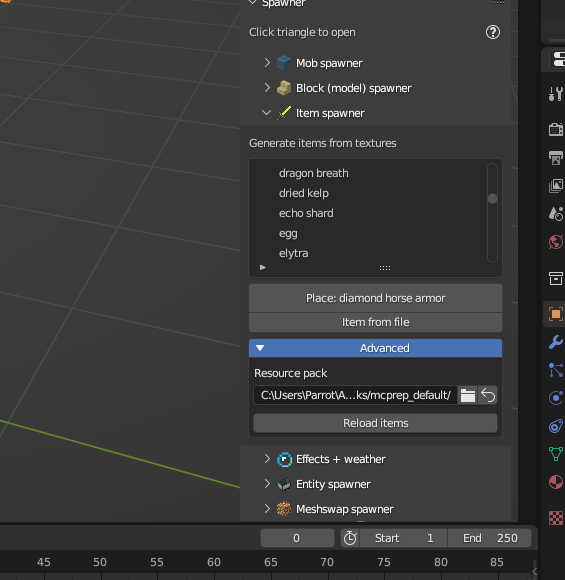 Spawner
Click triangle to open
Mob spawner
Block (model) spawner
Item spawner
Generate items from textures
dragon breath
dried kelp
echo shard
egg
elytra
Place: diamond horse armor
Item from file
Advanced
Resource pack
C:\Users\Parrot\A...ks/mcprep_default/
Reload items
Effects + weather
Entity spawner
Meshswap spawner
0 Start 1 End 250
45 50 55 60 65 70 75 80 85